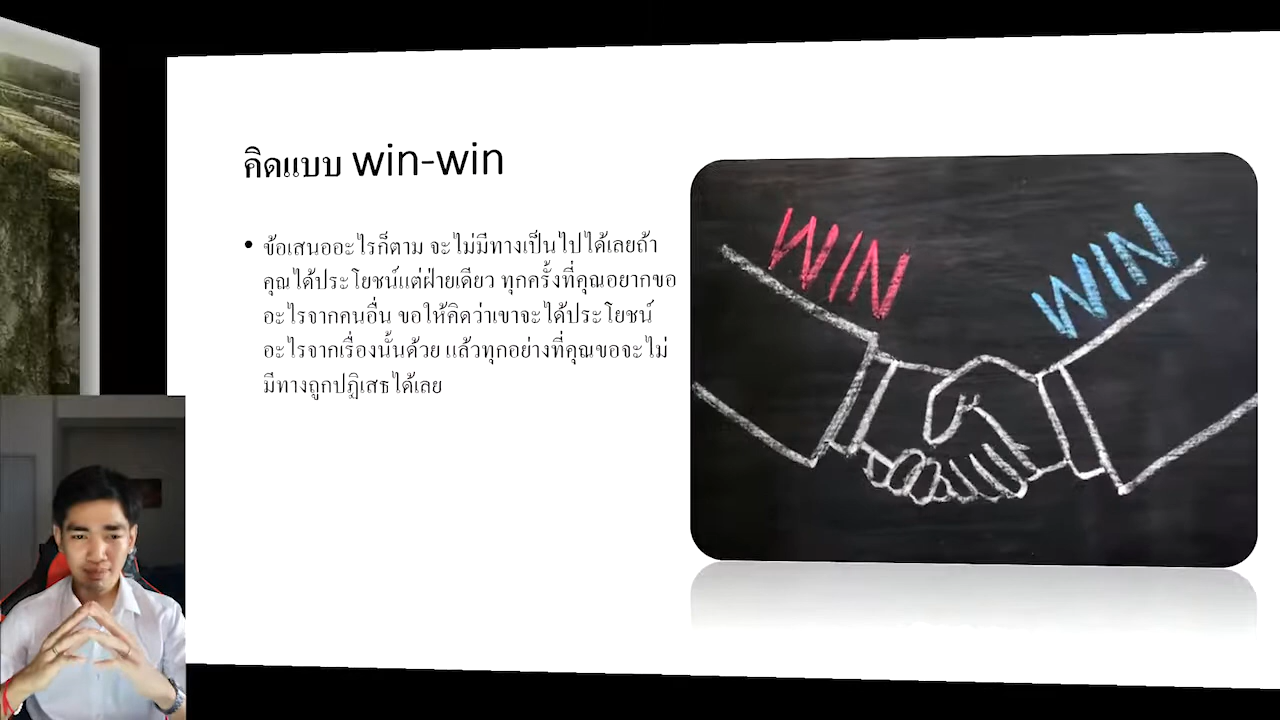 คิดแบบ win-win
• ข้อเสนออะไรก็ตาม จะไม่มีทางเป็นไปได้เลยถ้า
คุณได้ประโยชน์แต่ฝ่ายเดียว ทุกครั้งที่คุณอยากขอ
อะไรจากคนอื่น ขอให้คิดว่าเขาจะได้ประโยชน์
อะไรจากเรื่องนั้นด้วย แล้วทุกอย่างที่คุณขอจะไม่
มีทางถูกปฏิเสธได้เลย
WIN
WIN